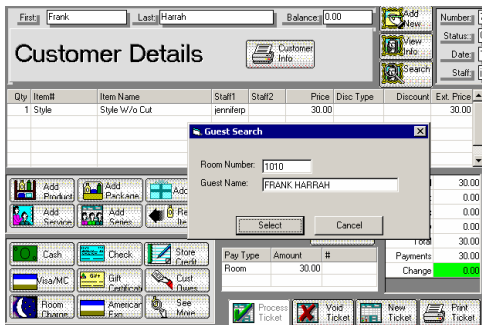 First: Frank Last: Harrah Balance: 0.00 Add New Number:
Customer Details
Customer Info
View Info Status:
Date:
Search Staff:
Qty Item# Item Name Staff1 Staff2 Price Disc Type Discount Ext. Price
1 Style Style W/o Cut jenniferp 30.00 30.00
Guest Search
Room Number: 1010
Guest Name: FRANK HARRAH
Select Cancel
Add Product Add Package Add
Add Service Add Series Re
30.00
0.00
0.00
0.00
Total 30.00
Payments 30.00
Change 0.00
Cash Check Store Credit
Visa/MC Gift Certificat Cust Owes
Room Charge American Exp See More
Pay Type Amount #
Room 30.00
Process Ticket Void Ticket New Ticket Print Ticket